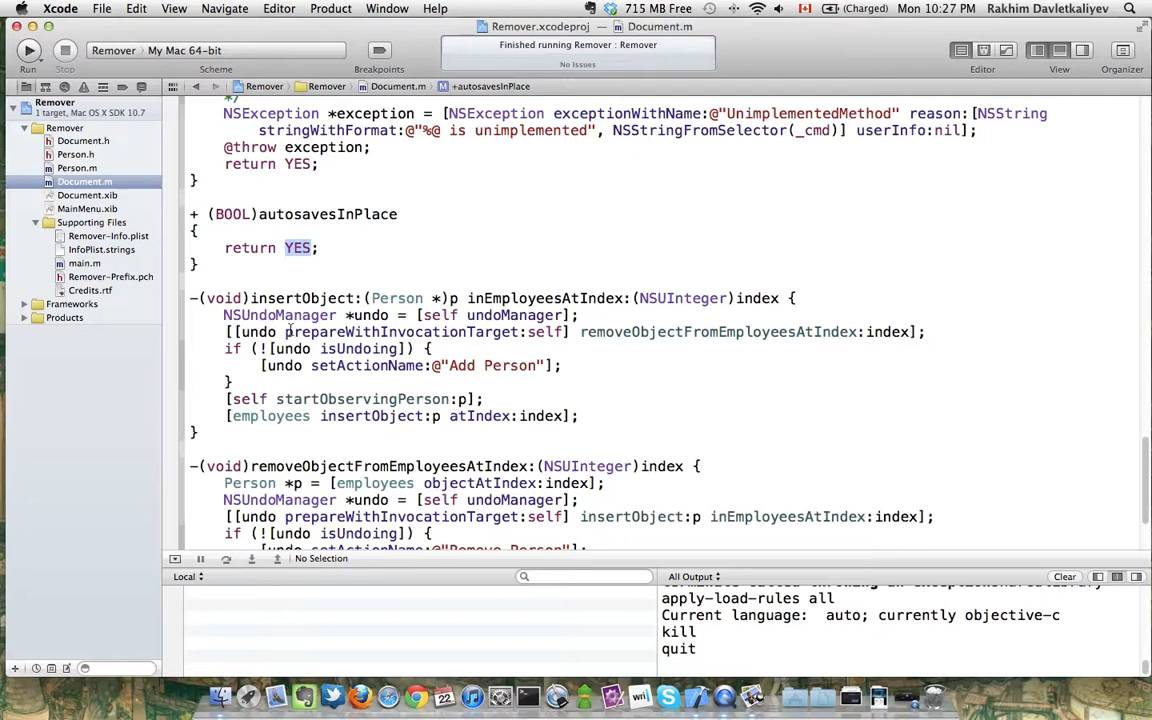 Xcode File Edit View Navigate Editor Product Window Help 715 MB Free (Charged) Mon 10:27 PM Rakhim Davletkaliyev
Remover.xcodeproj — Document.m
Remover My Mac 64-bit
Finished running Remover : Remover
No Issues
Run Stop Scheme Breakpoints Editor View Organizer
Remover Remover Document.m +autosavesInPlace
Remover
1 target, Mac OS X SDK 10.7
Remover
Document.h
Person.h
Person.m
Document.m
Document.xib
MainMenu.xib
Supporting Files
Remover-Info.plist
InfoPlist.strings
main.m
Remover-Prefix.pch
Credits.rtf
Frameworks
Products
*/
NSException *exception = [NSException exceptionWithName:@"UnimplementedMethod" reason:[NSString
stringWithFormat:@"%@ is unimplemented", NSStringFromSelector(_cmd)] userInfo:nil];
@throw exception;
return YES;
}
+ (BOOL)autosavesInPlace
{
return YES;
}
-(void)insertObject:(Person *)p inEmployeesAtIndex:(NSUInteger)index {
NSUndoManager *undo = [self undoManager];
[[undo prepareWithInvocationTarget:self] removeObjectFromEmployeesAtIndex:index];
if (![undo isUndoing]) {
[undo setActionName:@"Add Person"];
}
[self startObservingPerson:p];
[employees insertObject:p atIndex:index];
}
-(void)removeObjectFromEmployeesAtIndex:(NSUInteger)index {
Person *p = [employees objectAtIndex:index];
NSUndoManager *undo = [self undoManager];
[[undo prepareWithInvocationTarget:self] insertObject:p inEmployeesAtIndex:index];
if (![undo isUndoing]) {
[undo setActionName:@"Remove Person"];
No Selection
Local All Output Clear
apply-load-rules all
Current language: auto; currently objective-c
kill
quit